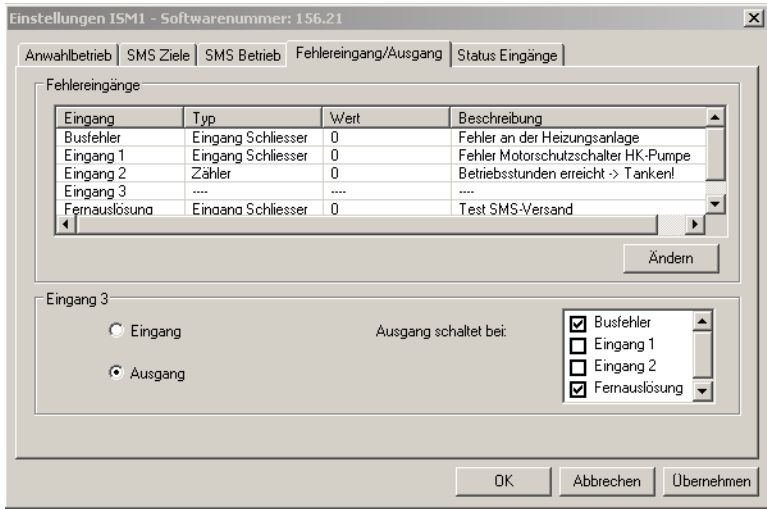 Einstellungen ISM1 - Softwarenummer: 156.21
Anwahlbetrieb SMS Ziele SMS Betrieb Fehlereingang/Ausgang Status Eingänge
Fehlereingänge
Eingang Typ Wert Beschreibung
Busfehler Eingang Schliesser 0 Fehler an der Heizungsanlage
Eingang 1 Eingang Schliesser 0 Fehler Motorschutzschalter HK-Pumpe
Eingang 2 Zähler 0 Betriebsstunden erreicht -> Tanken!
Eingang 3 ---- ---- ----
Fernauslösung Eingang Schliesser 0 Test SMS-Versand
Ändern
Eingang 3
Eingang
Ausgang
Ausgang schaltet bei:
Busfehler
Eingang 1
Eingang 2
Fernauslösung
OK Abbrechen Übernehmen